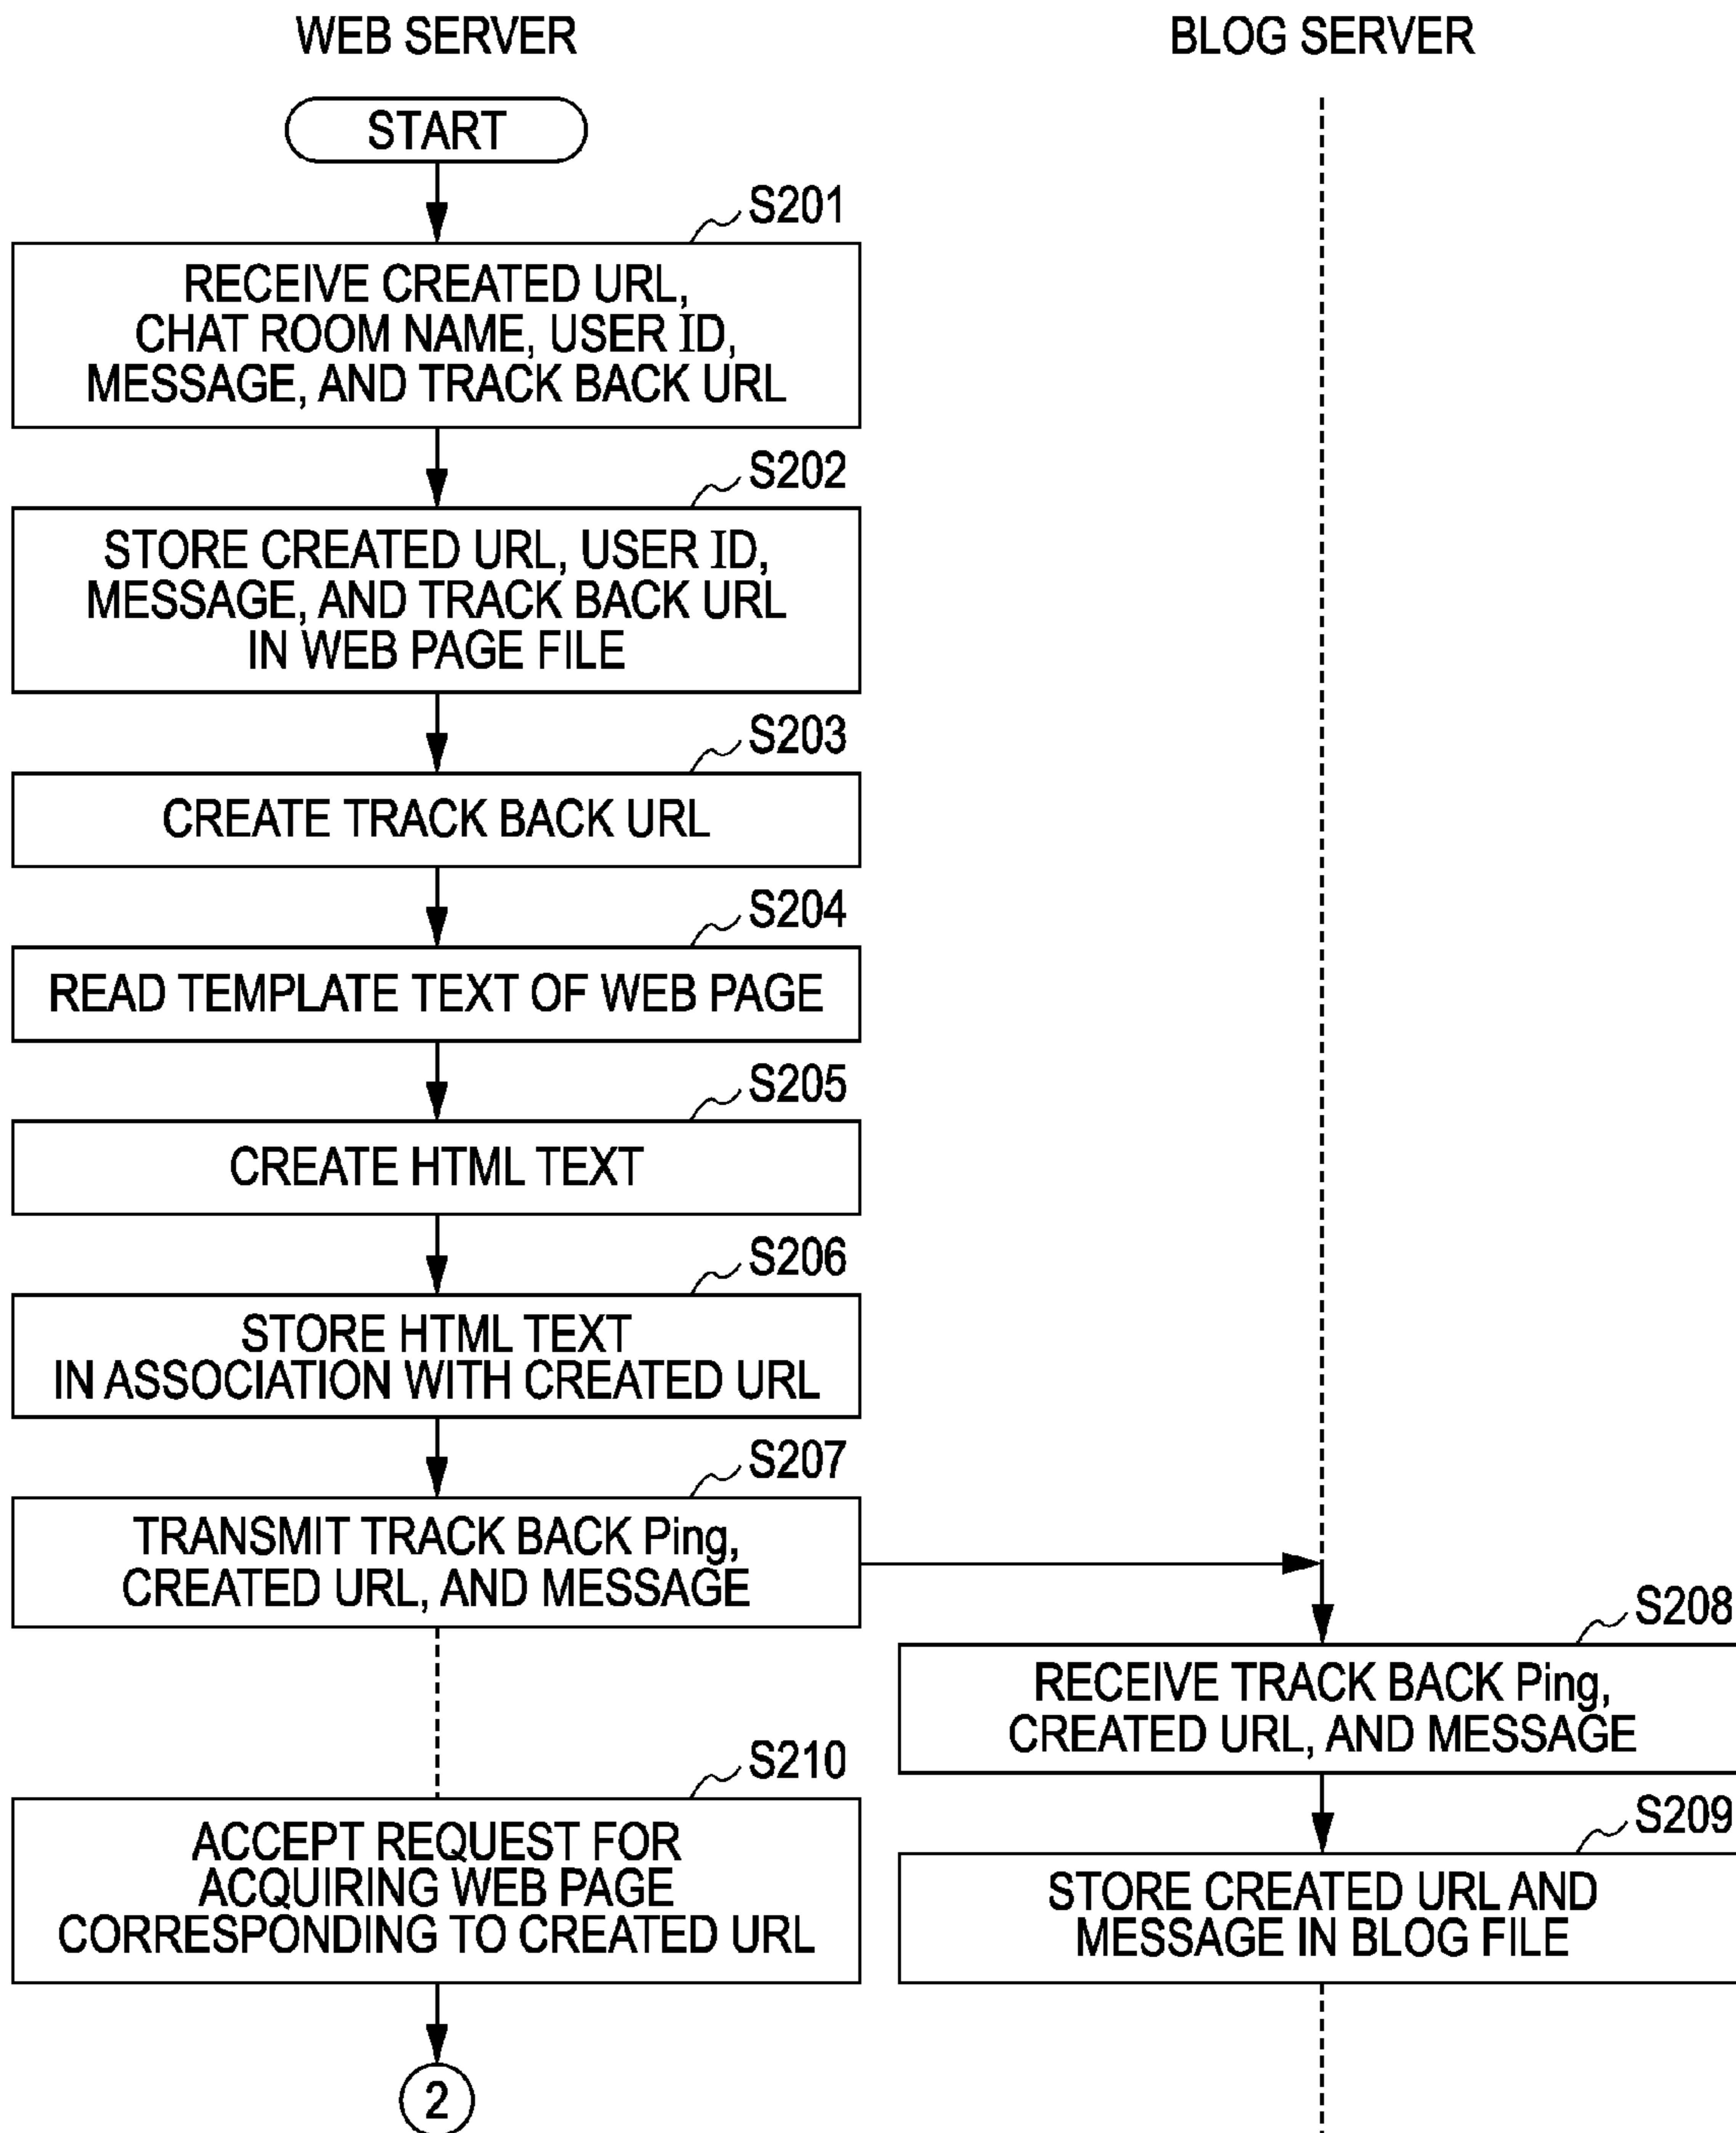 WEB SERVER
BLOG SERVER
START
S201
RECEIVE CREATED URL,
CHAT ROOM NAME, USER ID,
MESSAGE, AND TRACK BACK URL
S202
STORE CREATED URL, USER ID,
MESSAGE, AND TRACK BACK URL
IN WEB PAGE FILE
S203
CREATE TRACK BACK URL
S204
READ TEMPLATE TEXT OF WEB PAGE
S205
CREATE HTML TEXT
S206
STORE HTML TEXT
IN ASSOCIATION WITH CREATED URL
S207
TRANSMIT TRACK BACK Ping,
CREATED URL, AND MESSAGE
S208
RECEIVE TRACK BACK Ping,
CREATED URL, AND MESSAGE
S210
ACCEPT REQUEST FOR
ACQUIRING WEB PAGE
CORRESPONDING TO CREATED URL
S209
STORE CREATED URL AND
MESSAGE IN BLOG FILE
2